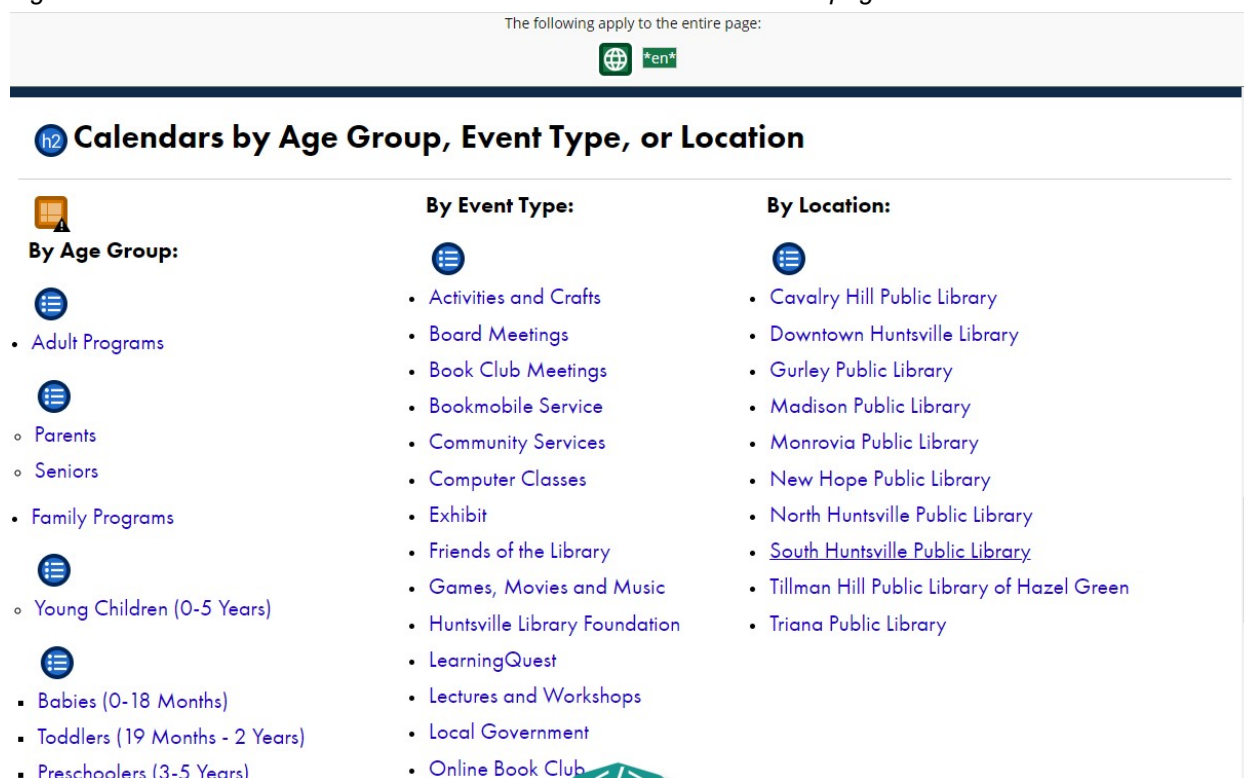 The following apply to the entire page:
*en*
h2 Calendars by Age Group, Event Type, or Location
By Age Group:
Adult Programs
Parents
Seniors
Family Programs
Young Children (0-5 Years)
Babies (0-18 Months)
Toddlers (19 Months - 2 Years)
Preschoolers (3-5 Years)
By Event Type:
Activities and Crafts
Board Meetings
Book Club Meetings
Bookmobile Service
Community Services
Computer Classes
Exhibit
Friends of the Library
Games, Movies and Music
Huntsville Library Foundation
LearningQuest
Lectures and Workshops
Local Government
Online Book Club
By Location:
Cavalry Hill Public Library
Downtown Huntsville Library
Gurley Public Library
Madison Public Library
Monrovia Public Library
New Hope Public Library
North Huntsville Public Library
South Huntsville Public Library
Tillman Hill Public Library of Hazel Green
Triana Public Library